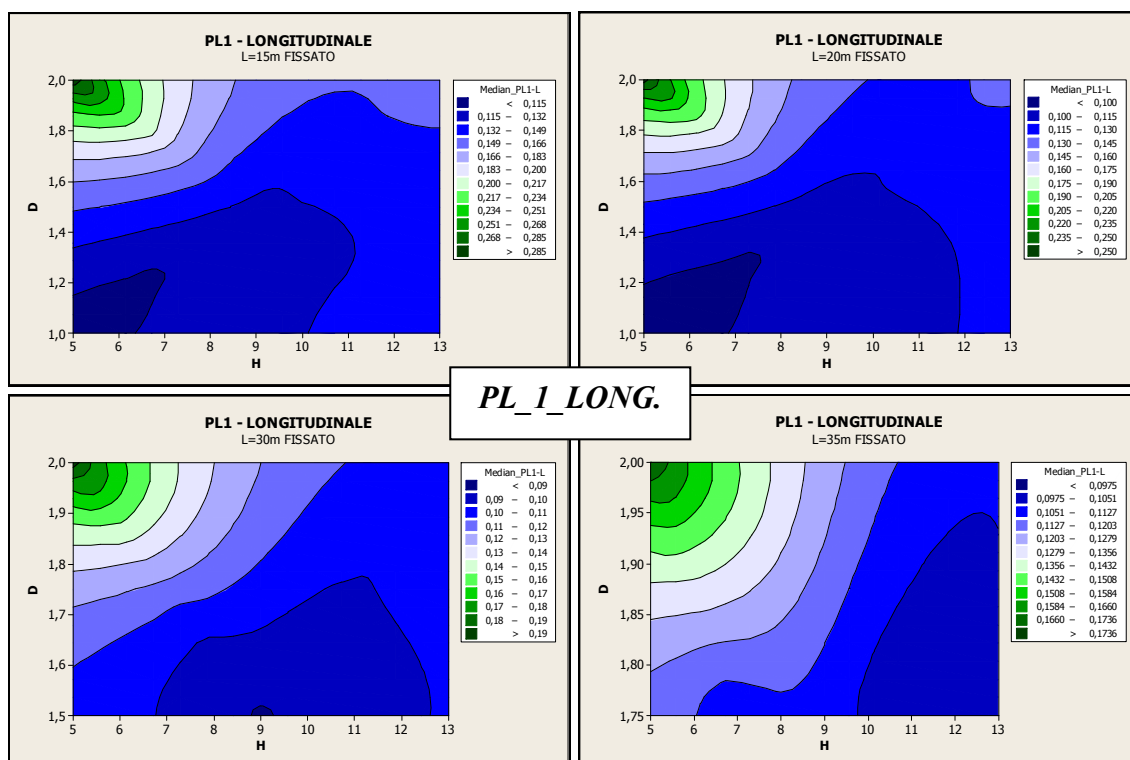 PL1 - LONGITUDINALE
L=15m FISSATO
D
2,0
1,8
1,6
1,4
1,2
1,0
5 6 7 8 9 10 11 12 13
H
Median_PL1-L
< 0,115
0,115 – 0,132
0,132 – 0,149
0,149 – 0,166
0,166 – 0,183
0,183 – 0,200
0,200 – 0,217
0,217 – 0,234
0,234 – 0,251
0,251 – 0,268
0,268 – 0,285
> 0,285
PL1 - LONGITUDINALE
L=20m FISSATO
D
2,0
1,8
1,6
1,4
1,2
1,0
5 6 7 8 9 10 11 12 13
H
Median_PL1-L
< 0,100
0,100 – 0,115
0,115 – 0,130
0,130 – 0,145
0,145 – 0,160
0,160 – 0,175
0,175 – 0,190
0,190 – 0,205
0,205 – 0,220
0,220 – 0,235
0,235 – 0,250
> 0,250
PL_1_LONG.
PL1 - LONGITUDINALE
L=30m FISSATO
D
2,0
1,9
1,8
1,7
1,6
1,5
5 6 7 8 9 10 11 12 13
H
Median_PL1-L
< 0,09
0,09 – 0,10
0,10 – 0,11
0,11 – 0,12
0,12 – 0,13
0,13 – 0,14
0,14 – 0,15
0,15 – 0,16
0,16 – 0,17
0,17 – 0,18
0,18 – 0,19
> 0,19
PL1 - LONGITUDINALE
L=35m FISSATO
D
2,00
1,95
1,90
1,85
1,80
1,75
5 6 7 8 9 10 11 12 13
H
Median_PL1-L
< 0,0975
0,0975 – 0,1051
0,1051 – 0,1127
0,1127 – 0,1203
0,1203 – 0,1279
0,1279 – 0,1356
0,1356 – 0,1432
0,1432 – 0,1508
0,1508 – 0,1584
0,1584 – 0,1660
0,1660 – 0,1736
> 0,1736